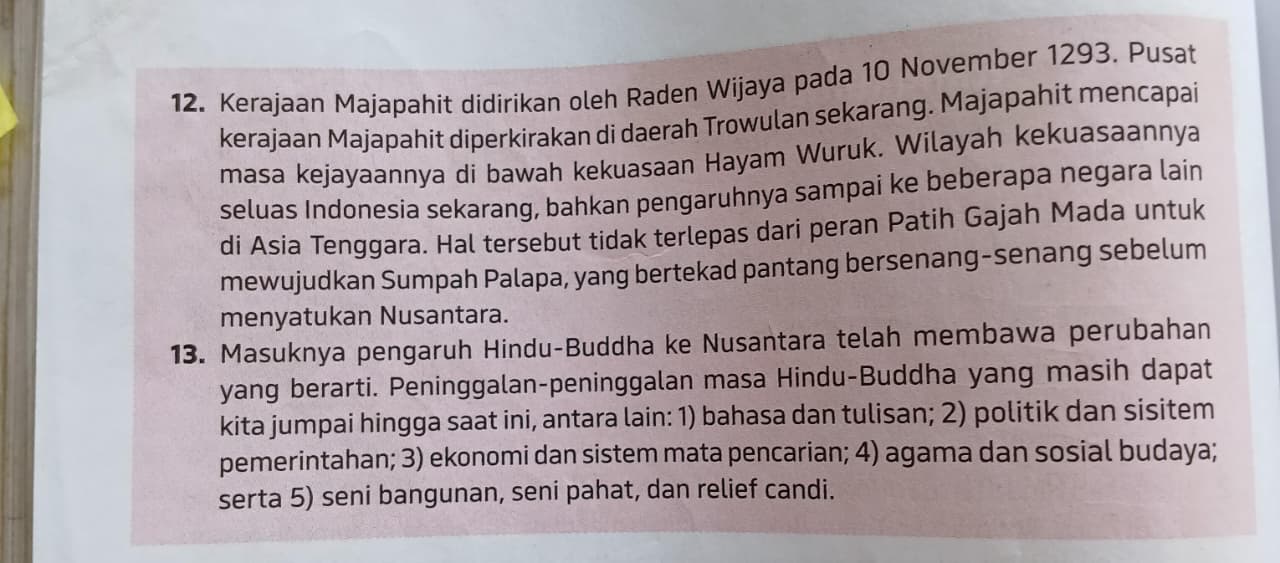 12. Kerajaan Majapahit didirikan oleh Raden Wijaya pada 10 November 1293. Pusat
kerajaan Majapahit diperkirakan di daerah Trowulan sekarang. Majapahit mencapai
masa kejayaannya di bawah kekuasaan Hayam Wuruk. Wilayah kekuasaannya
seluas Indonesia sekarang, bahkan pengaruhnya sampai ke beberapa negara lain
di Asia Tenggara. Hal tersebut tidak terlepas dari peran Patih Gajah Mada untuk
mewujudkan Sumpah Palapa, yang bertekad pantang bersenang-senang sebelum
menyatukan Nusantara.
13. Masuknya pengaruh Hindu-Buddha ke Nusantara telah membawa perubahan
yang berarti. Peninggalan-peninggalan masa Hindu-Buddha yang masih dapat
kita jumpai hingga saat ini, antara lain: 1) bahasa dan tulisan; 2) politik dan sisitem
pemerintahan; 3) ekonomi dan sistem mata pencarian; 4) agama dan sosial budaya;
serta 5) seni bangunan, seni pahat, dan relief candi.